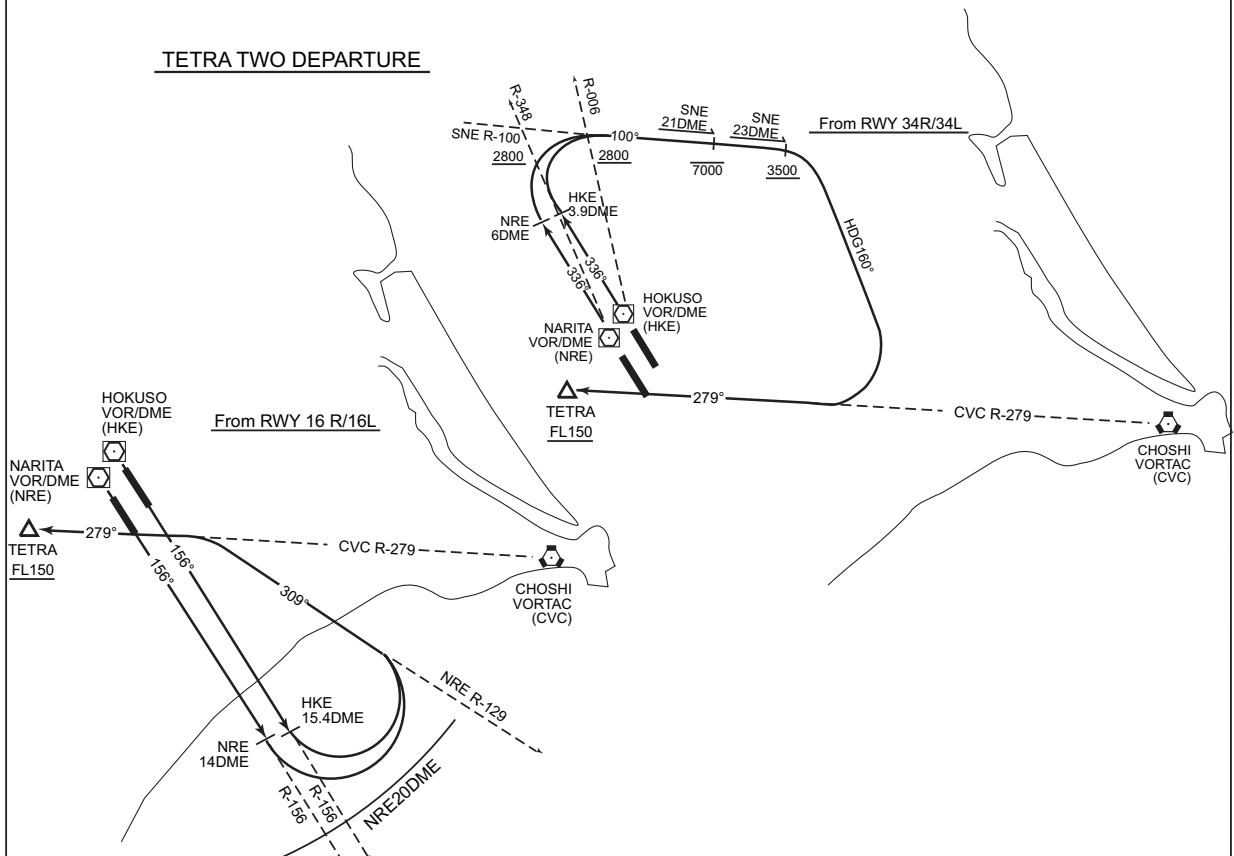 TETRA TWO DEPARTURE
From RWY 34R/34L
R-348
R-006
SNE R-100
2800
2800
100°
SNE
21DME
7000
SNE
23DME
3500
HKE
3.9DME
NRE
6DME
336°
336°
HDG160°
HOKUSO
VOR/DME
(HKE)
NARITA
VOR/DME
(NRE)
TETRA
FL150
279°
CVC R-279
CHOSHI
VORTAC
(CVC)
From RWY 16 R/16L
HOKUSO
VOR/DME
(HKE)
NARITA
VOR/DME
(NRE)
TETRA
FL150
279°
CVC R-279
CHOSHI
VORTAC
(CVC)
156°
156°
309°
HKE
15.4DME
NRE
14DME
NRE R-129
R-156
R-156
NRE20DME